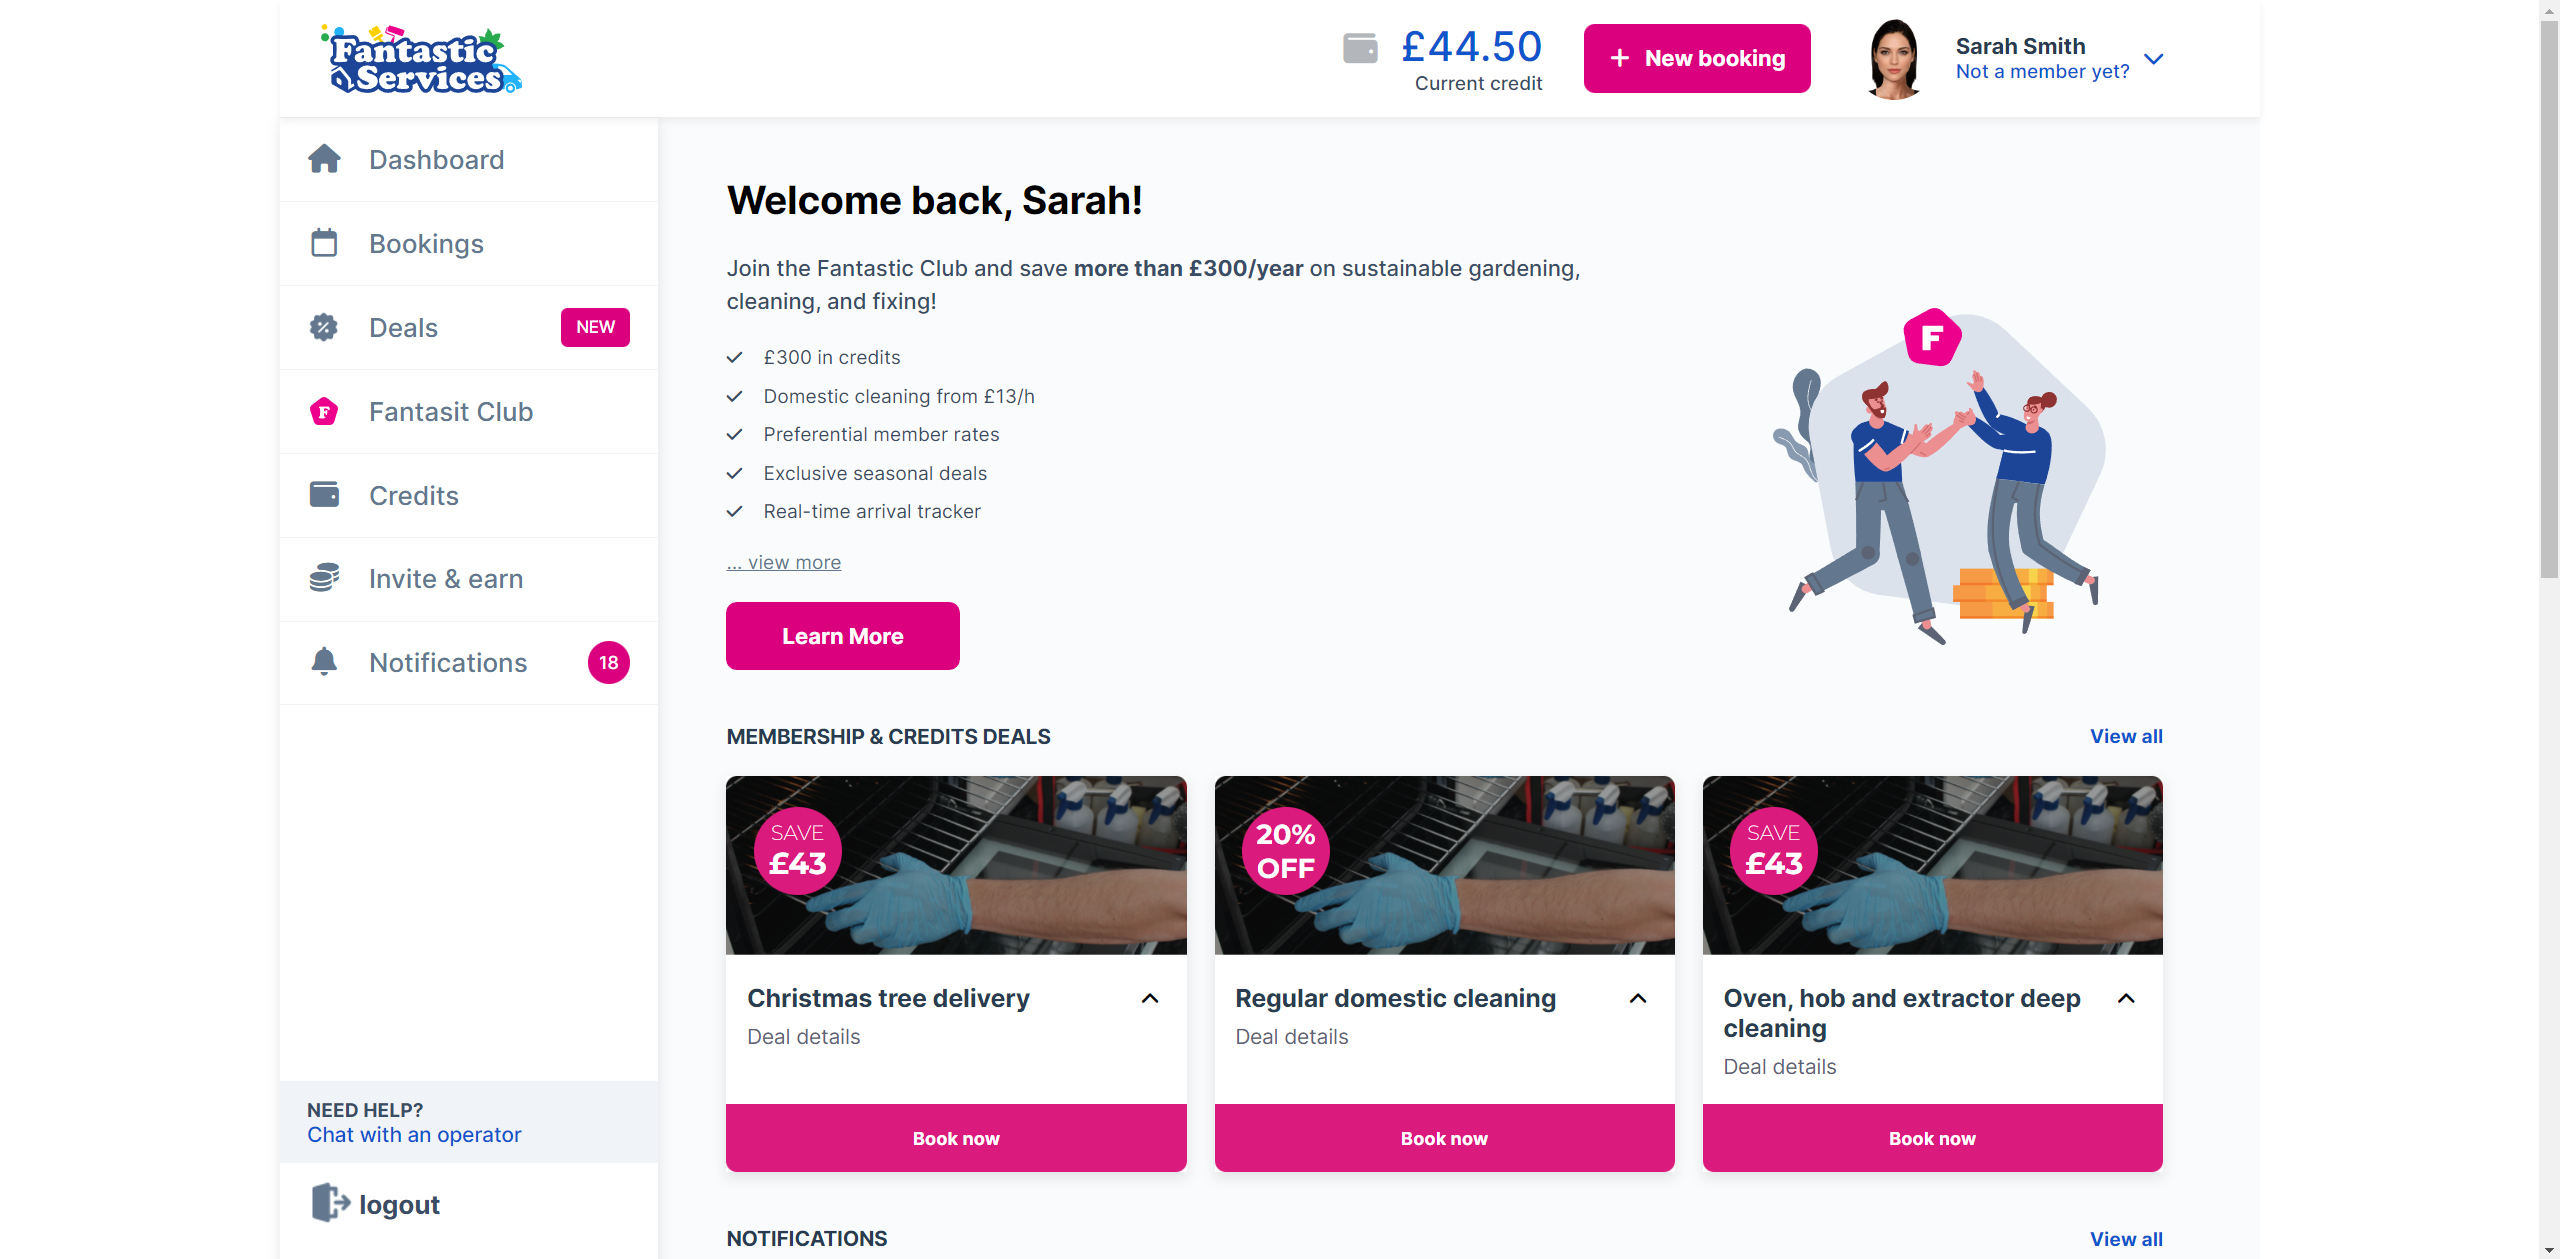 Fantastic
Services
£44.50
Current credit
+ New booking
Sarah Smith
Not a member yet?
Dashboard
Bookings
Deals
NEW
F
Fantasit Club
Credits
Invite & earn
Notifications
18
NEED HELP?
Chat with an operator
logout
Welcome back, Sarah!
Join the Fantastic Club and save more than £300/year on sustainable gardening,
cleaning, and fixing!
£300 in credits
Domestic cleaning from £13/h
Preferential member rates
Exclusive seasonal deals
Real-time arrival tracker
... view more
Learn More
F
MEMBERSHIP & CREDITS DEALS
View all
SAVE
£43
Christmas tree delivery
Deal details
Book now
20%
OFF
Regular domestic cleaning
Deal details
Book now
SAVE
£43
Oven, hob and extractor deep
cleaning
Deal details
Book now
NOTIFICATIONS
View all